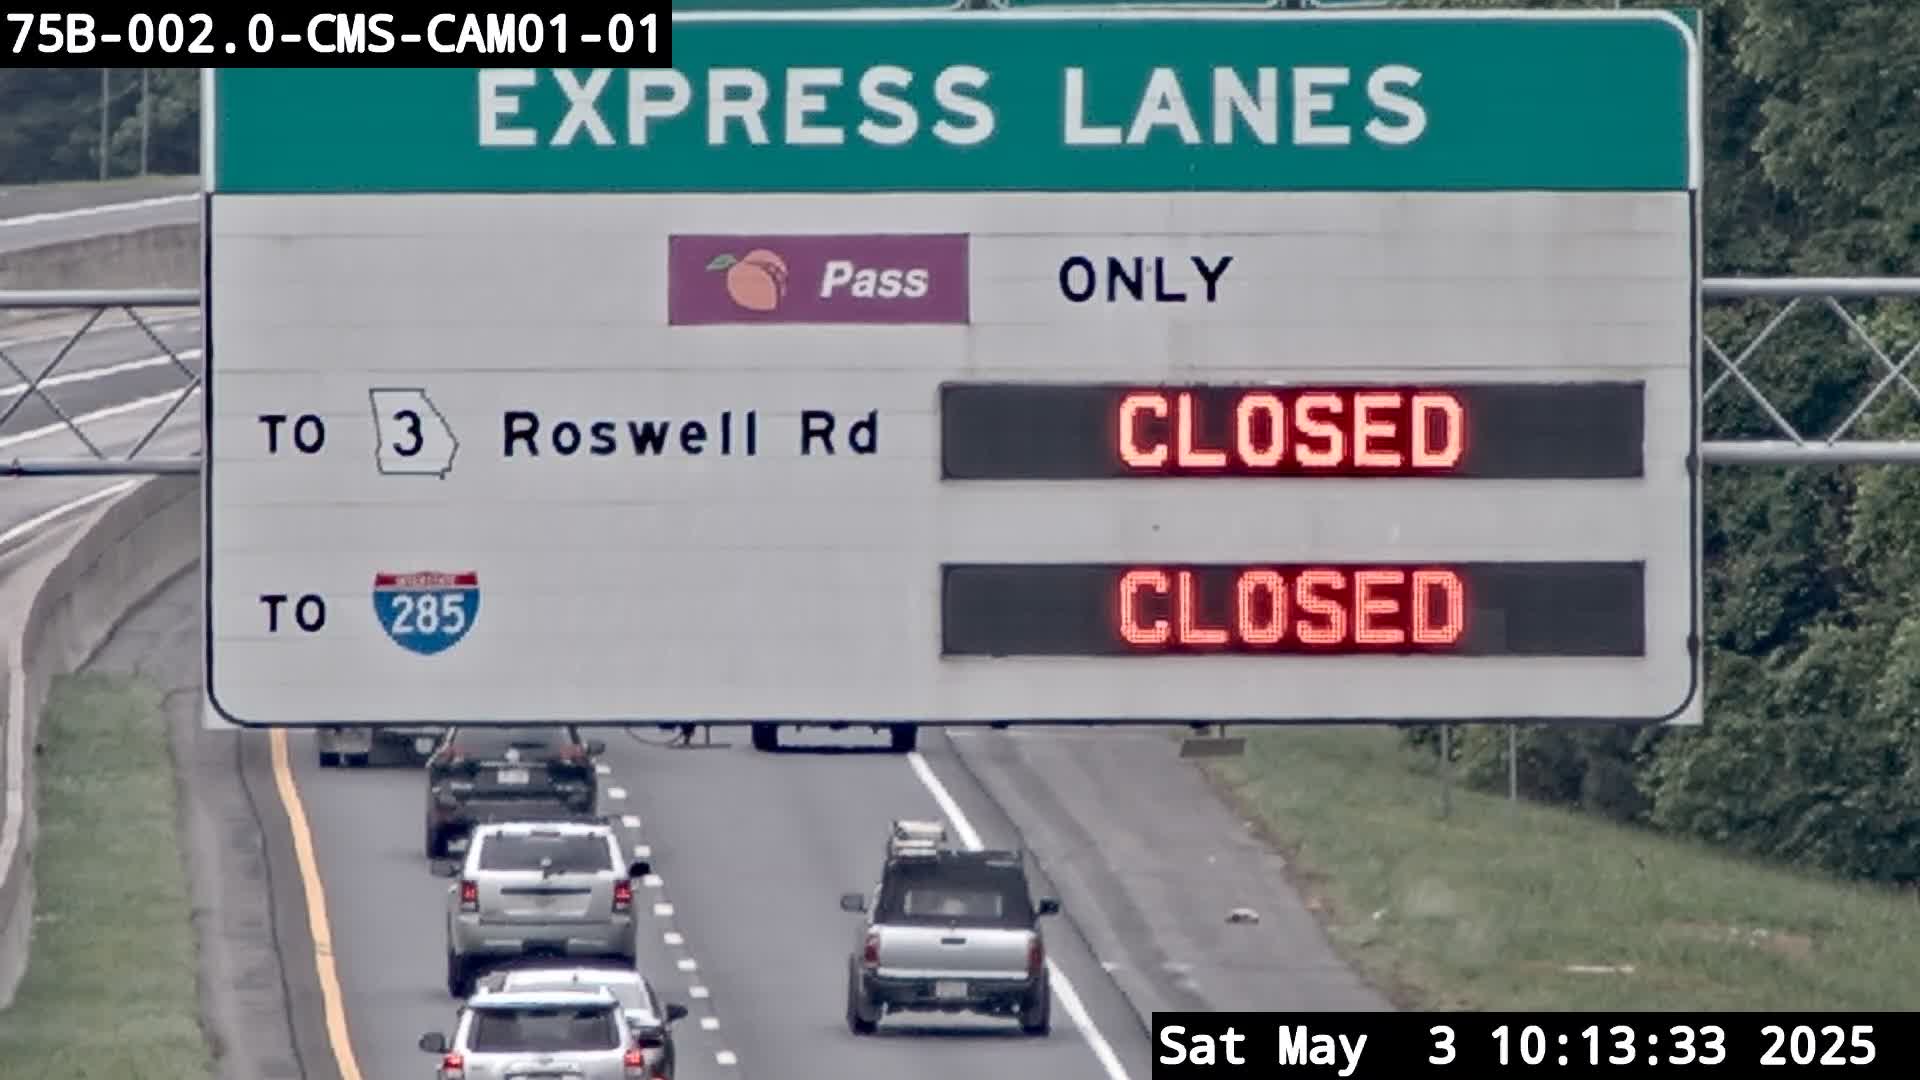 75B-002.0-CMS-CAM01-01
EXPRESS LANES
Pass ONLY
TO 3 Roswell Rd CLOSED
INTERSTATE
TO 285 CLOSED
Sat May 3 10:13:33 2025